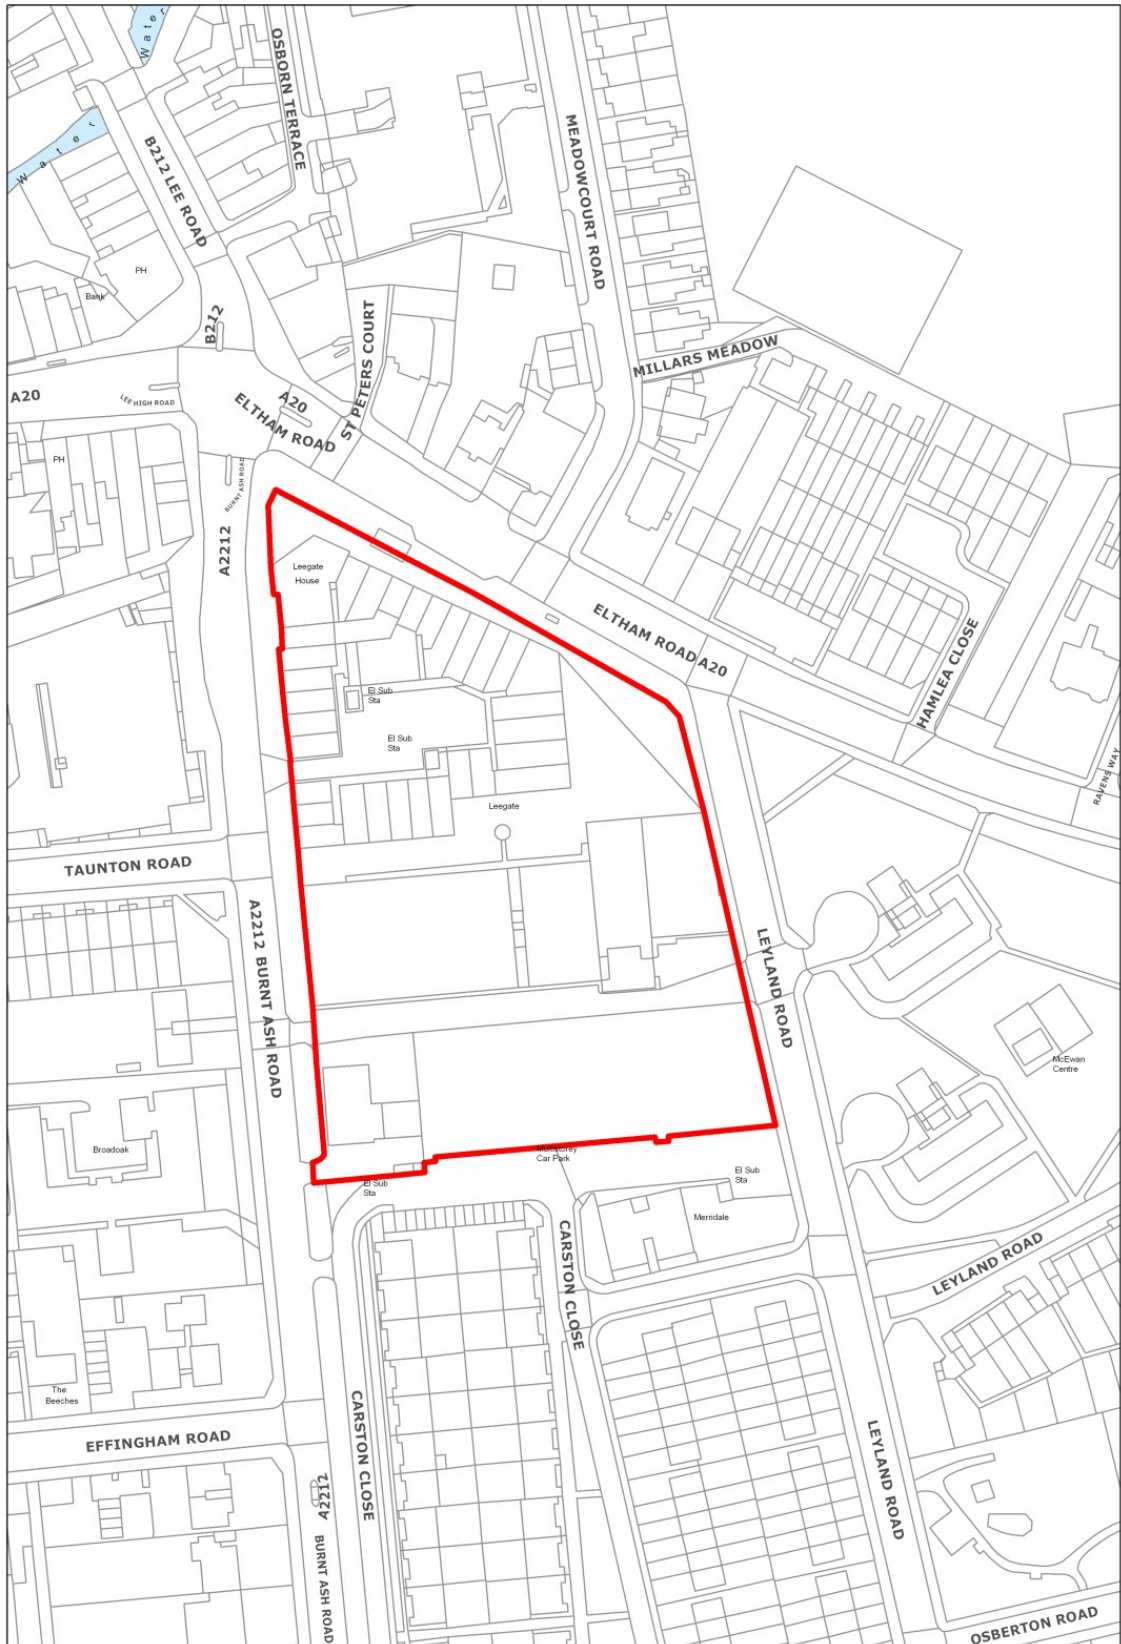 Water
OSBORN TERRACE
Water
B212 LEE ROAD
MEADOWCOURT ROAD
PH
Bank
B212
ST PETERS COURT
MILLARS MEADOW
A20
LEE HIGH ROAD
A20
ELTHAM ROAD
PH
BURNT ASH ROAD
A2212
Leegate
House
ELTHAM ROAD A20
HAMLEA CLOSE
El Sub
Sta
El Sub
Sta
RAVENS WAY
Leegate
TAUNTON ROAD
A2212 BURNT ASH ROAD
LEYLAND ROAD
McEwan
Centre
Broadoak
Multistorey
Car Park
El Sub
Sta
El Sub
Sta
Merridale
CARSTON CLOSE
LEYLAND ROAD
The
Beeches
CARSTON CLOSE
EFFINGHAM ROAD
LEYLAND ROAD
A2212
BURNT ASH ROAD
OSBERTON ROAD